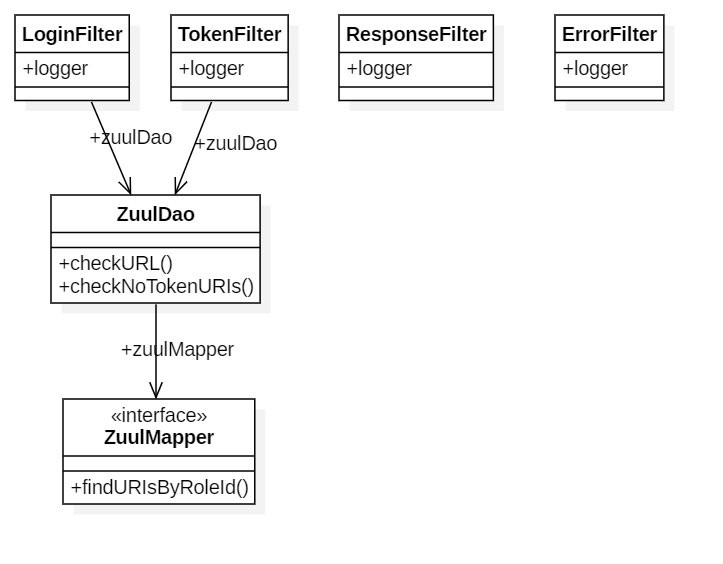 LoginFilter
+logger
TokenFilter
+logger
ResponseFilter
+logger
ErrorFilter
+logger
+zuulDao
+zuulDao
ZuulDao
+checkURL()
+checkNoTokenURIs()
+zuulMapper
«interface»
ZuulMapper
+findURIsByRoleId()